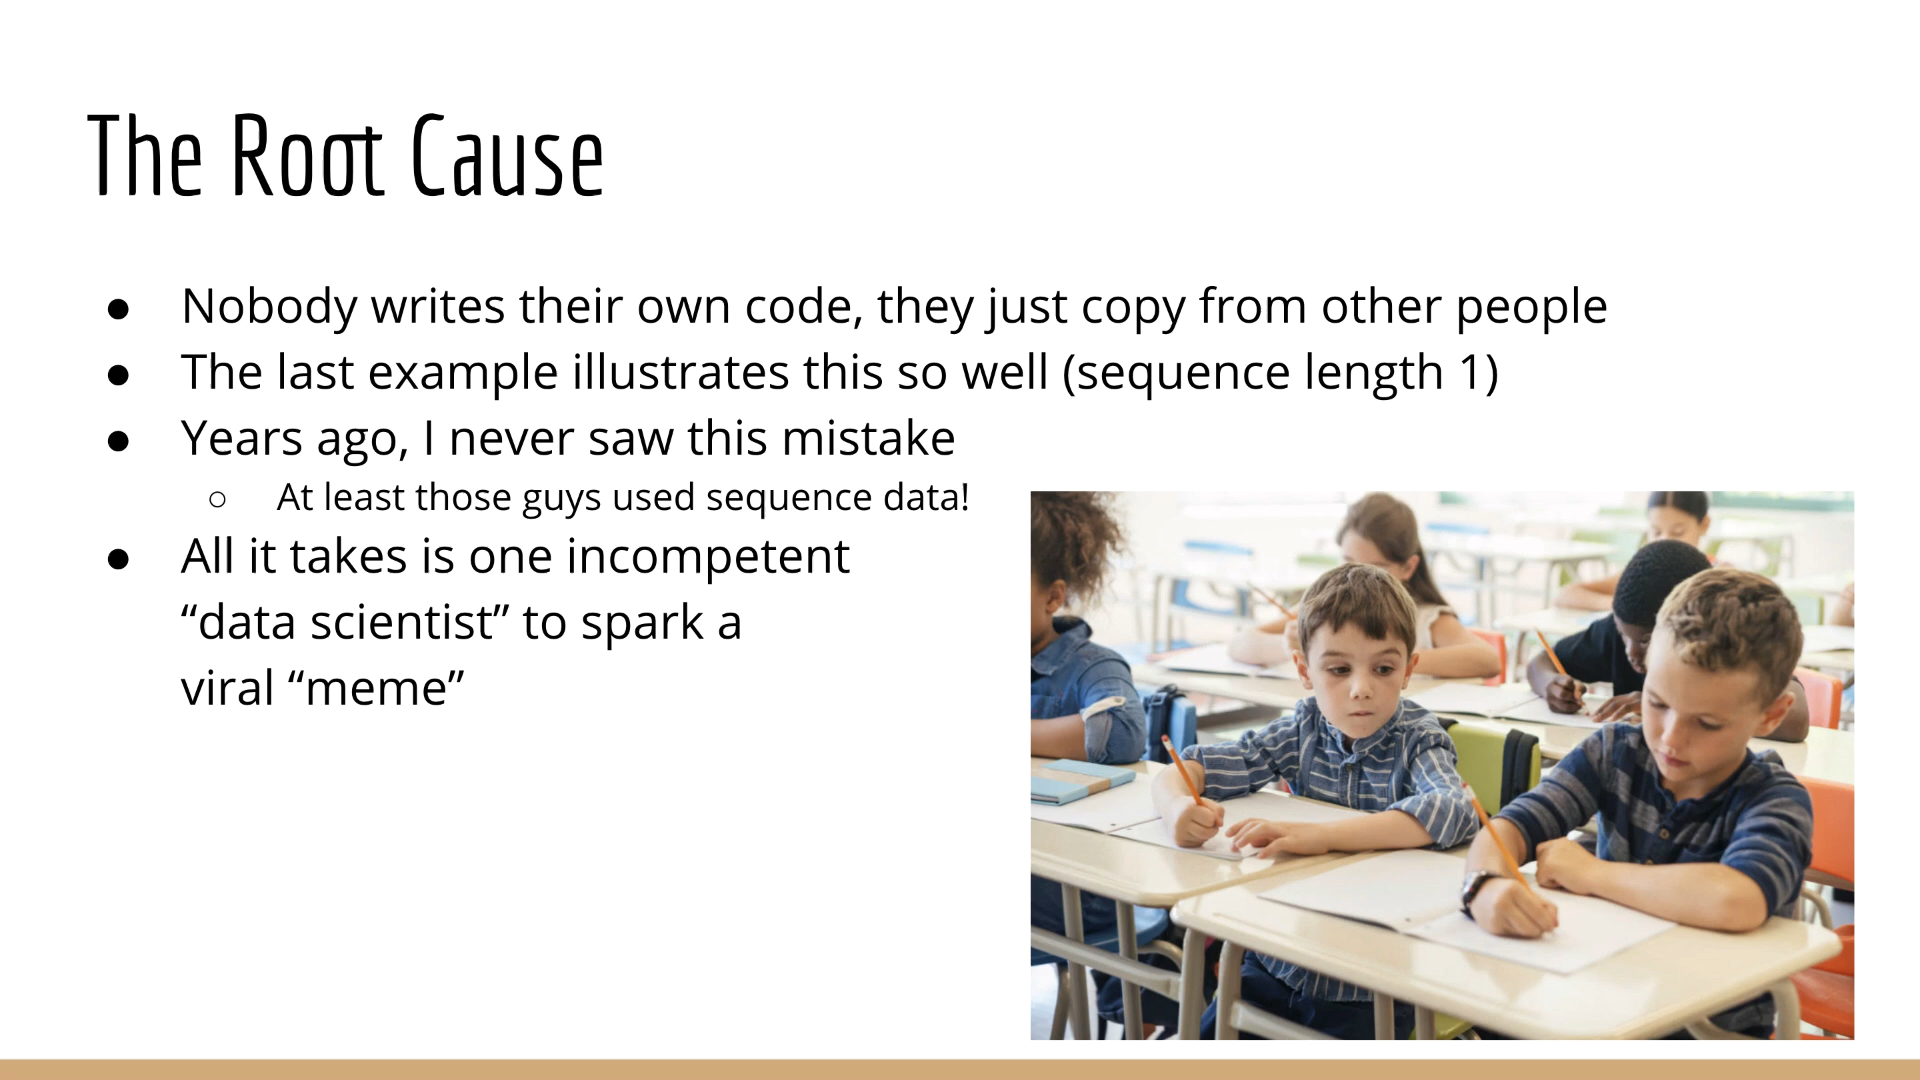 The Root Cause
● Nobody writes their own code, they just copy from other people
● The last example illustrates this so well (sequence length 1)
● Years ago, I never saw this mistake
○ At least those guys used sequence data!
● All it takes is one incompetent
“data scientist” to spark a
viral “meme”